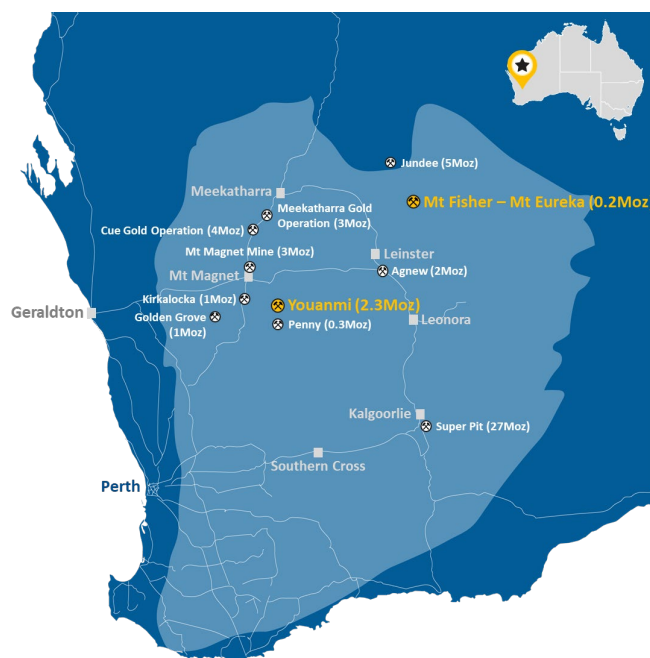 Jundee (5Moz)
Meekatharra
Mt Fisher – Mt Eureka (0.2Moz
Meekatharra Gold
Operation (3Moz)
Cue Gold Operation (4Moz)
Mt Magnet Mine (3Moz)
Leinster
Mt Magnet
Agnew (2Moz)
Kirkalocka (1Moz)
Youanmi (2.3Moz)
Geraldton
Golden Grove
(1Moz)
Penny (0.3Moz)
Leonora
Kalgoorlie
Super Pit (27Moz)
Southern Cross
Perth